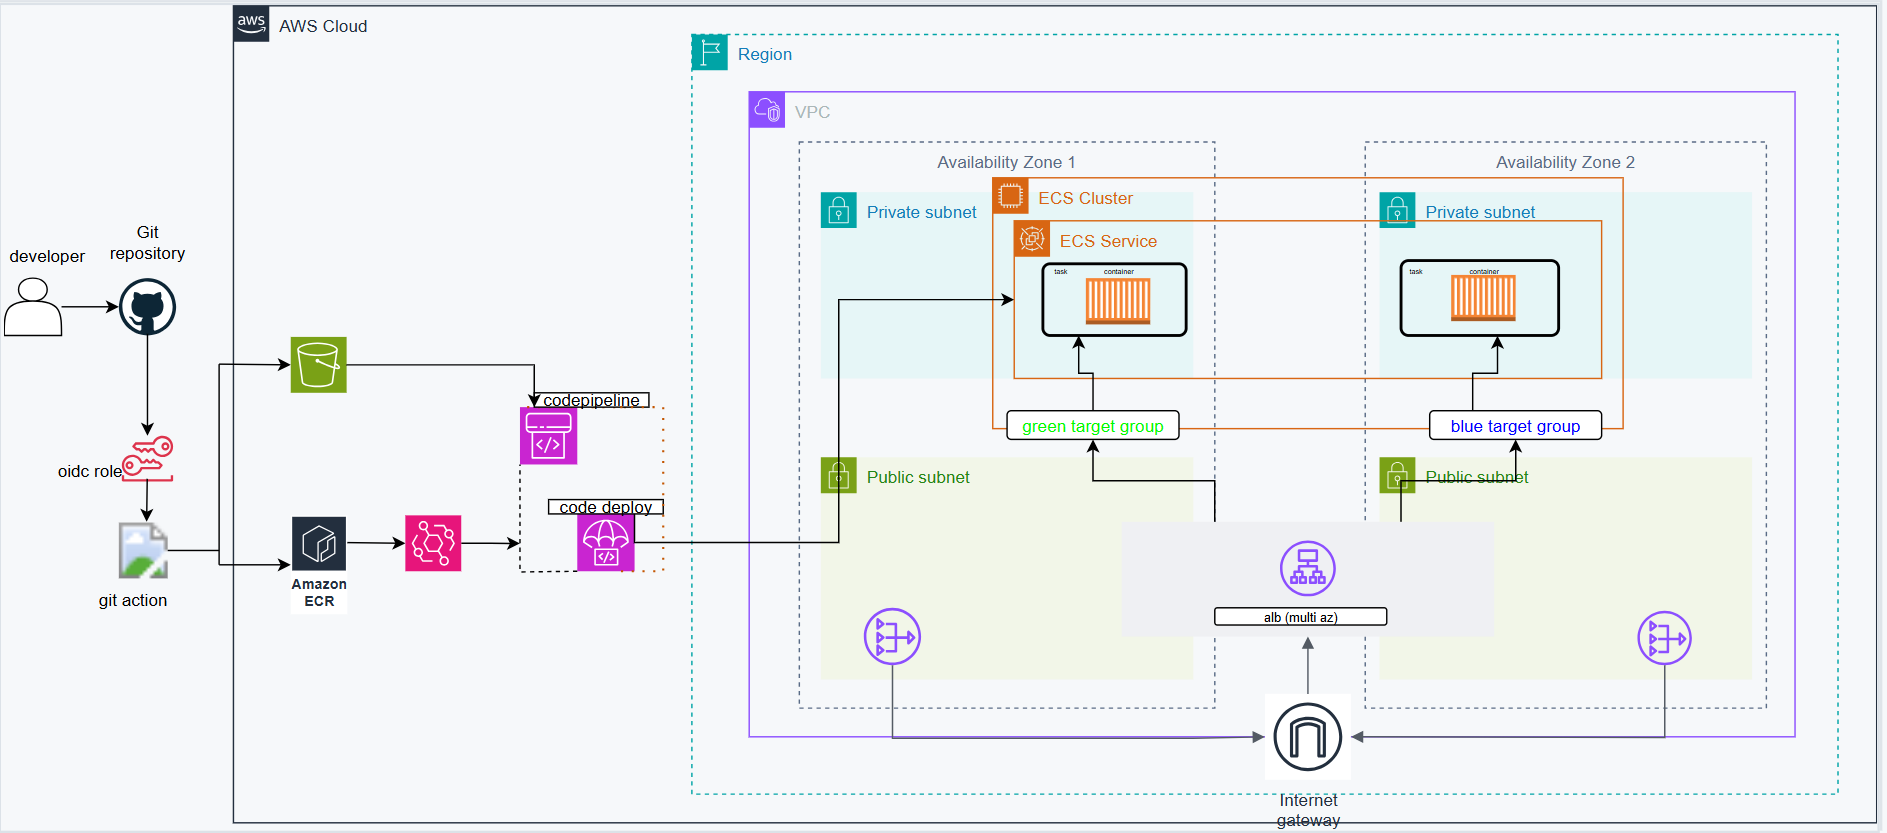 aws
AWS Cloud
Region
VPC
Availability Zone 1
Availability Zone 2
ECS Cluster
Private subnet
Private subnet
ECS Service
Git
repository
developer
task
container
task
container
codepipeline
green target group
blue target group
oidc role
Public subnet
Public subnet
code deploy
Amazon
ECR
git action
alb (multi az)
Internet
gateway